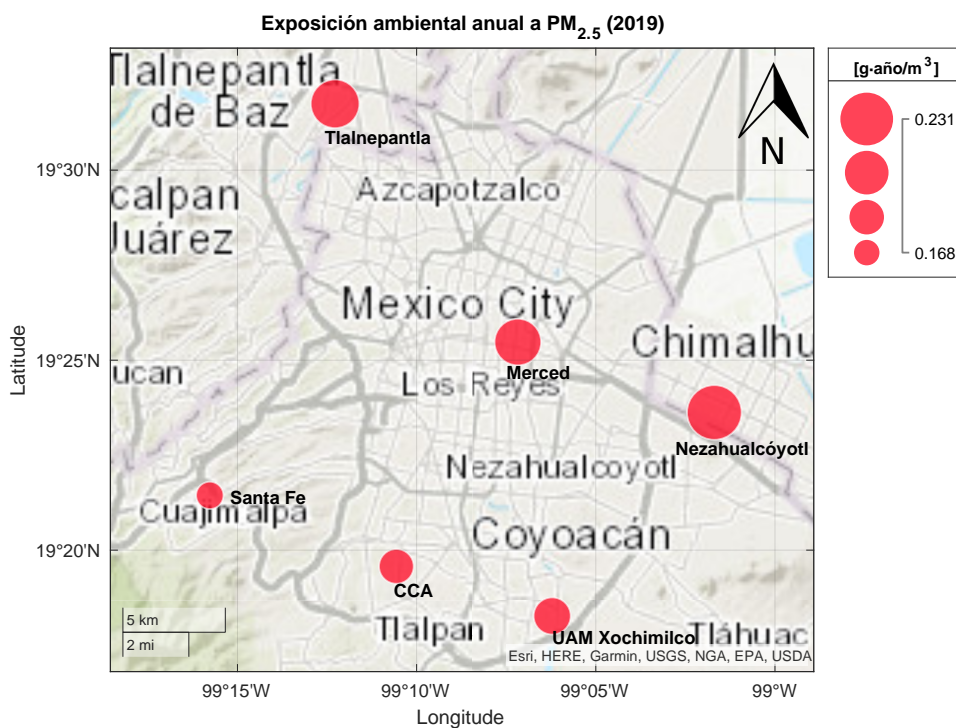 Exposición ambiental anual a PM2.5 (2019)
Tlalnepantla
de Baz
Tlalnepantla
N
[g·año/m³]
0.231
0.168
19°30'N
Azcapotzalco
calpan
Juárez
Mexico City
Chimalhu
19°25'N
Merced
ucan
Los Reyes
Nezahualcóyotl
Nezahualcoyotl
Santa Fe
Cuajimalpa
Coyoacán
19°20'N
CCA
5 km
2 mi
Tlalpan
UAM Xochimilco
Tláhuac
Esri, HERE, Garmin, USGS, NGA, EPA, USDA
99°15'W
99°10'W
99°05'W
99°W
Longitude
Latitude